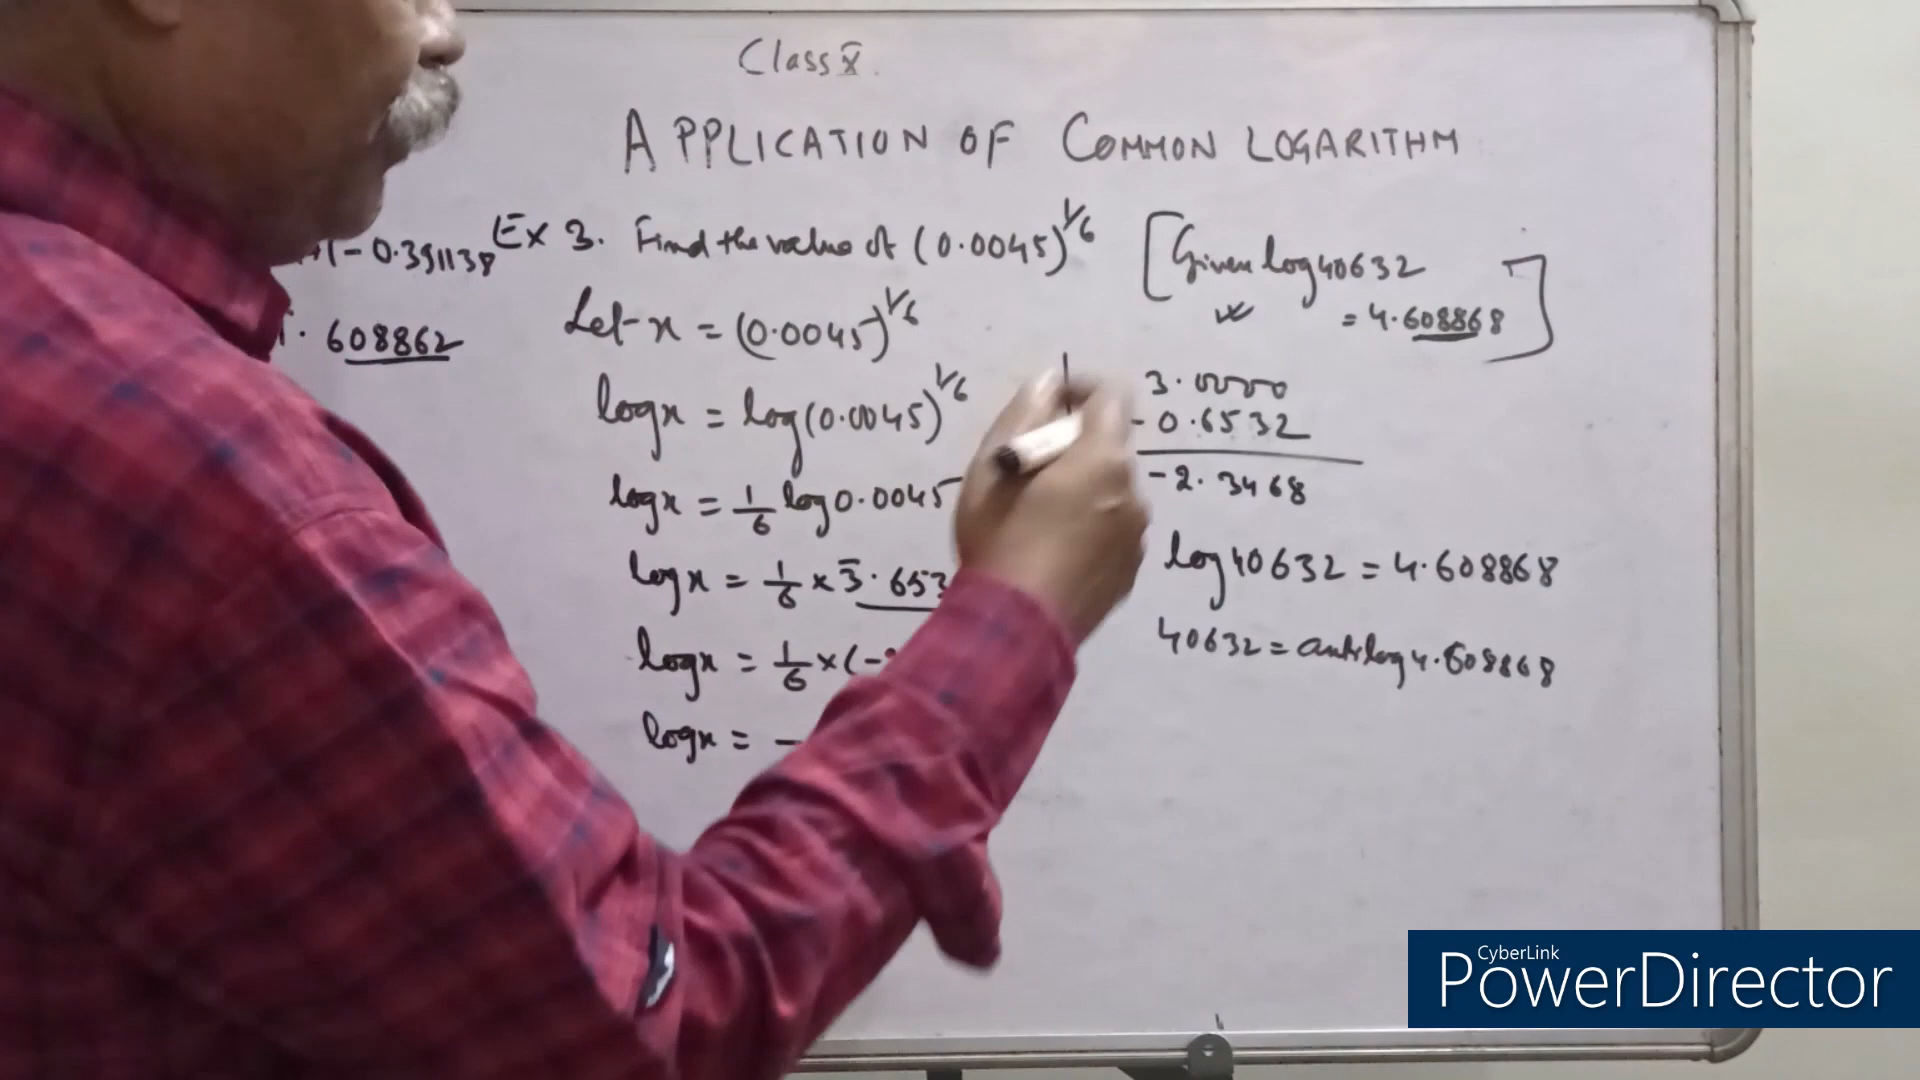 Class X.
APPLICATION OF COMMON LOGARITHM
Ex 3. Find the value of (0.0045)^1/6 [Given log 40632
= 4.608868]
1 - 0.391138
. 608862
Let x = (0.0045)^1/6
log x = log (0.0045)^1/6
log x = 1/6 log 0.0045
log x = 1/6 × 3̄.653
log x = 1/6 × (-
log x = -
3.0000
- 0.6532
-2.3468
log 40632 = 4.608868
40632 = antilog 4.608868
CyberLink
PowerDirector